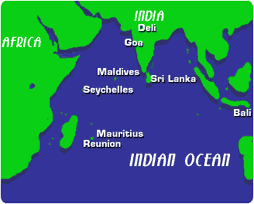 INDIA
Deli
AFRICA
Goa
Maldives
Sri Lanka
Seychelles
Bali
Mauritius
Reunion
INDIAN OCEAN